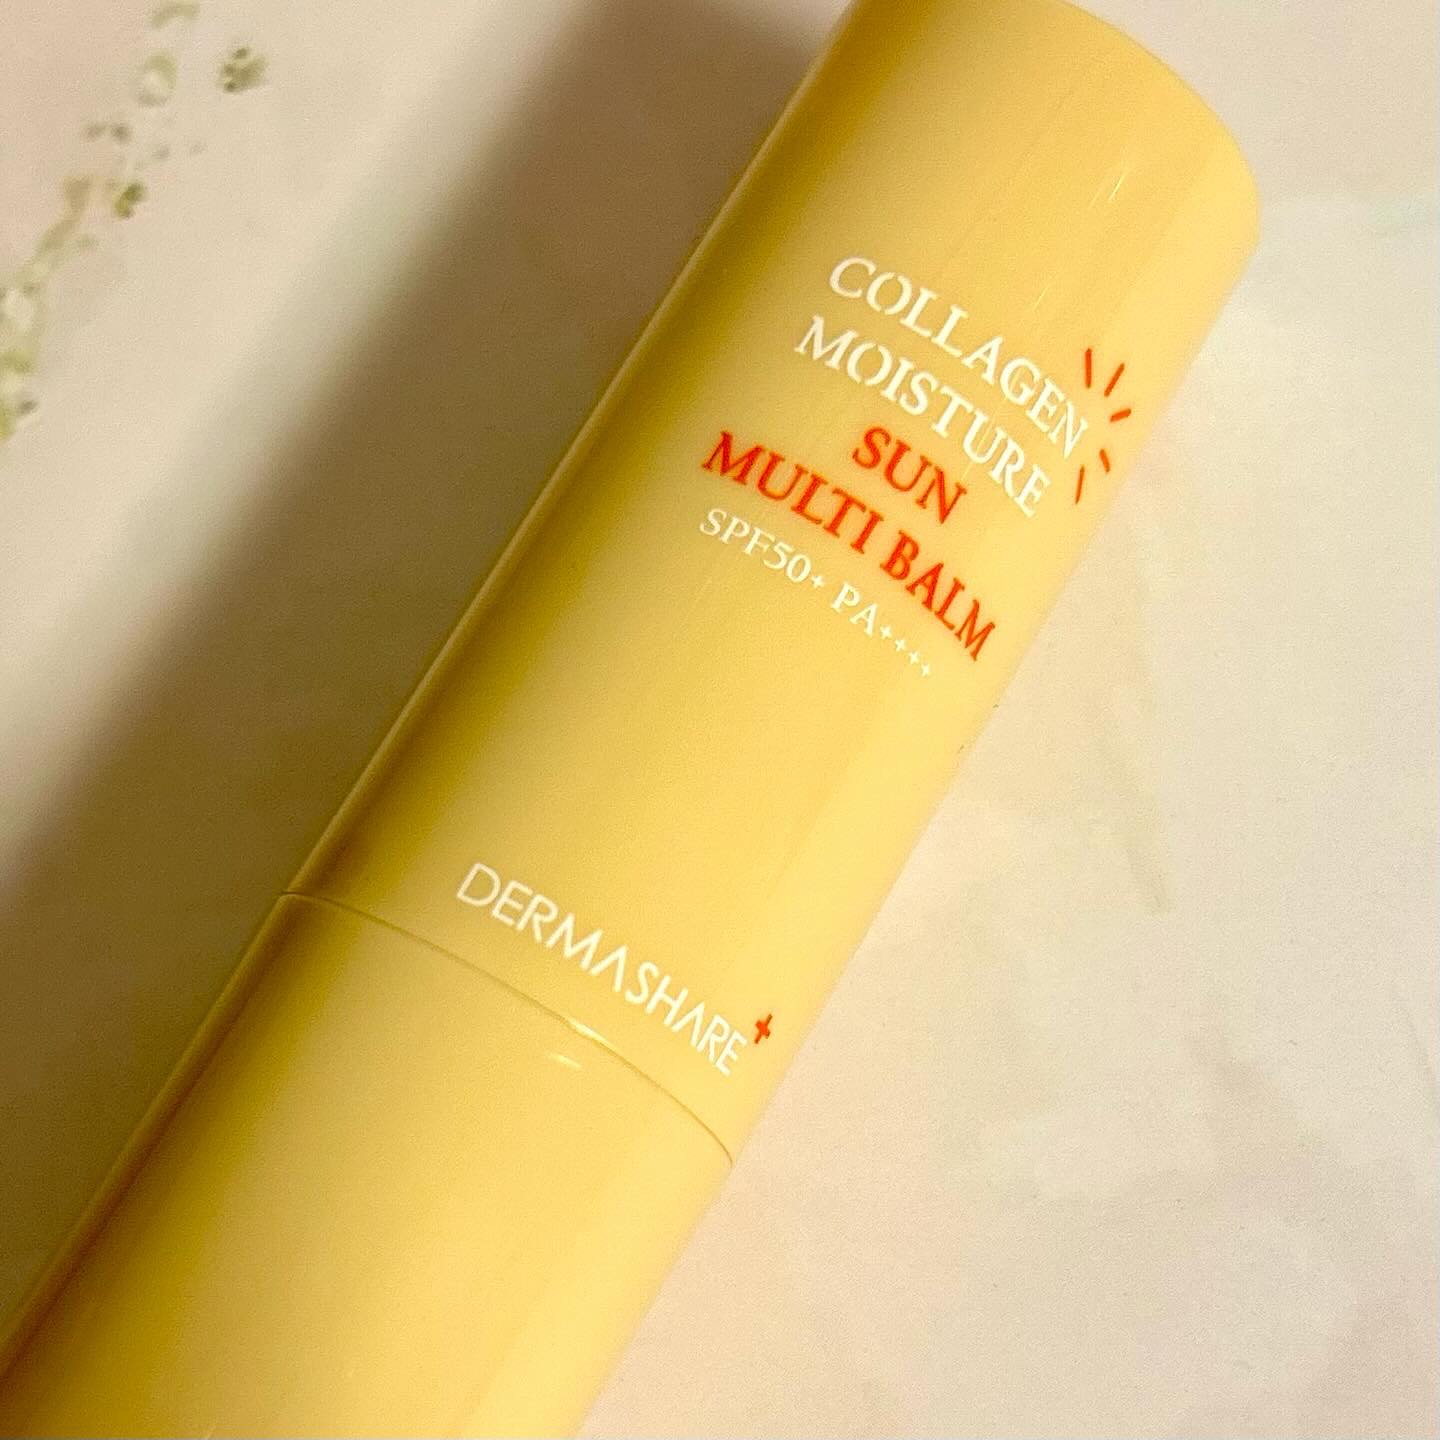 COLLAGEN
MOISTURE
SUN
MULTI BALM
SPF50+ PA++++
DERMASHARE+